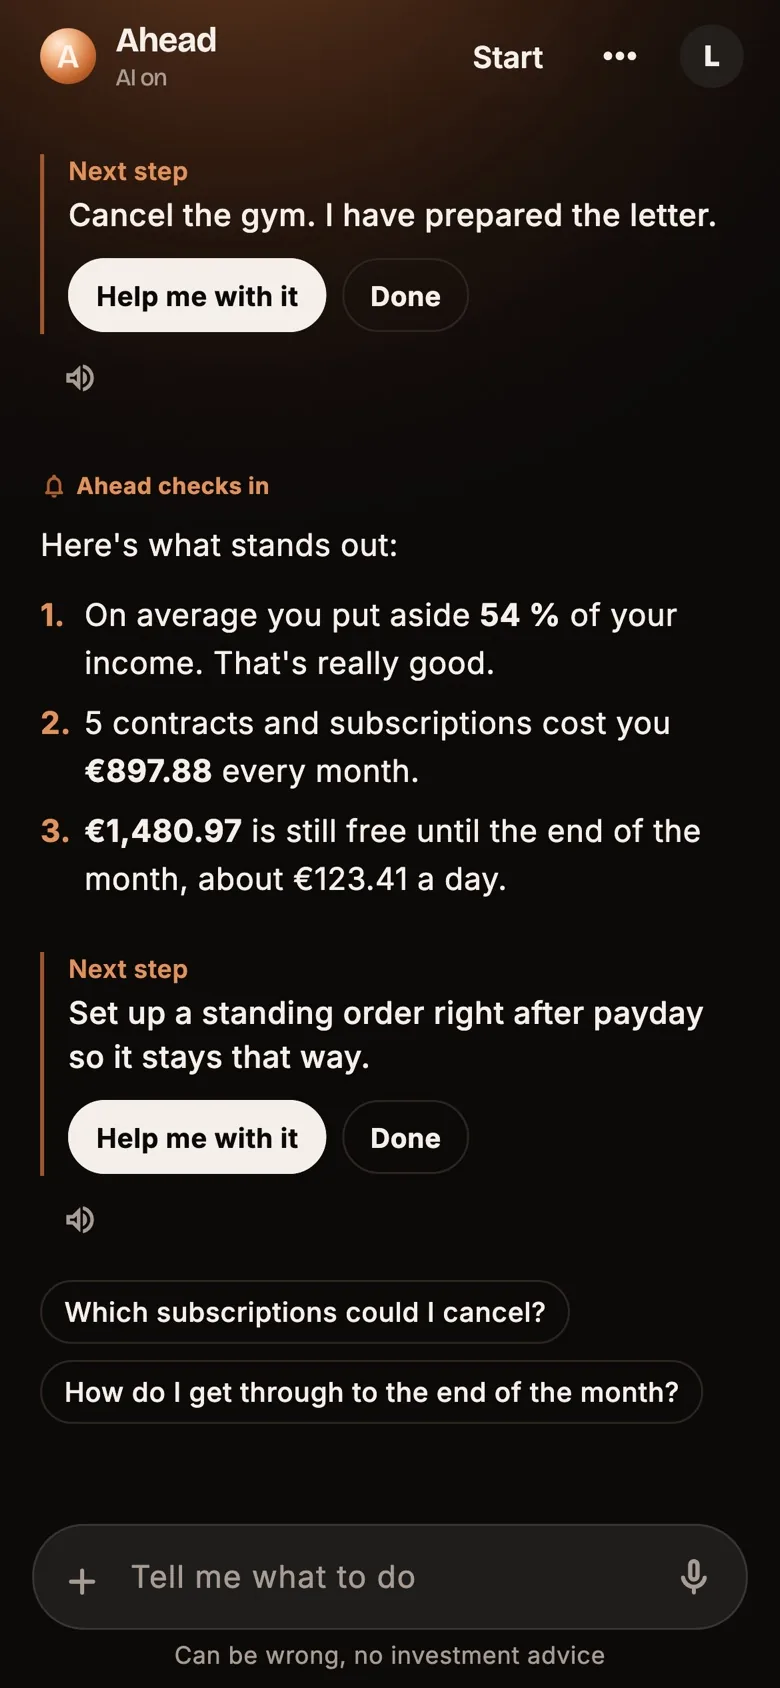 A
Ahead
AI on
Start
•••
L
Next step
Cancel the gym. I have prepared the letter.
Help me with it
Done
Ahead checks in
Here's what stands out:
1. On average you put aside 54 % of your
income. That's really good.
2. 5 contracts and subscriptions cost you
€897.88 every month.
3. €1,480.97 is still free until the end of the
month, about €123.41 a day.
Next step
Set up a standing order right after payday
so it stays that way.
Help me with it
Done
Which subscriptions could I cancel?
How do I get through to the end of the month?
+ Tell me what to do
Can be wrong, no investment advice